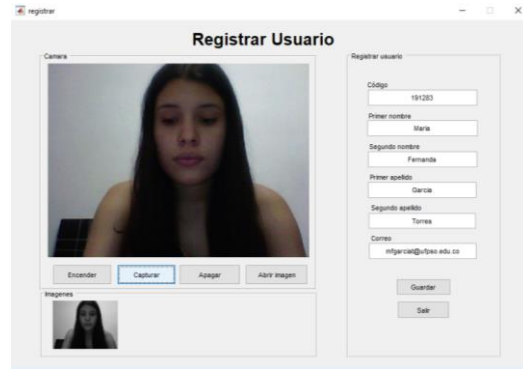 registrar
Registrar Usuario
Camara
Encender
Capturar
Apagar
Abrir imagen
Imagenes
Registrar usuario
Código
191283
Primer nombre
Maria
Segundo nombre
Fernanda
Primer apellido
Garcia
Segundo apellido
Torres
Correo
mfgarciat@ufpso.edu.co
Guardar
Salir